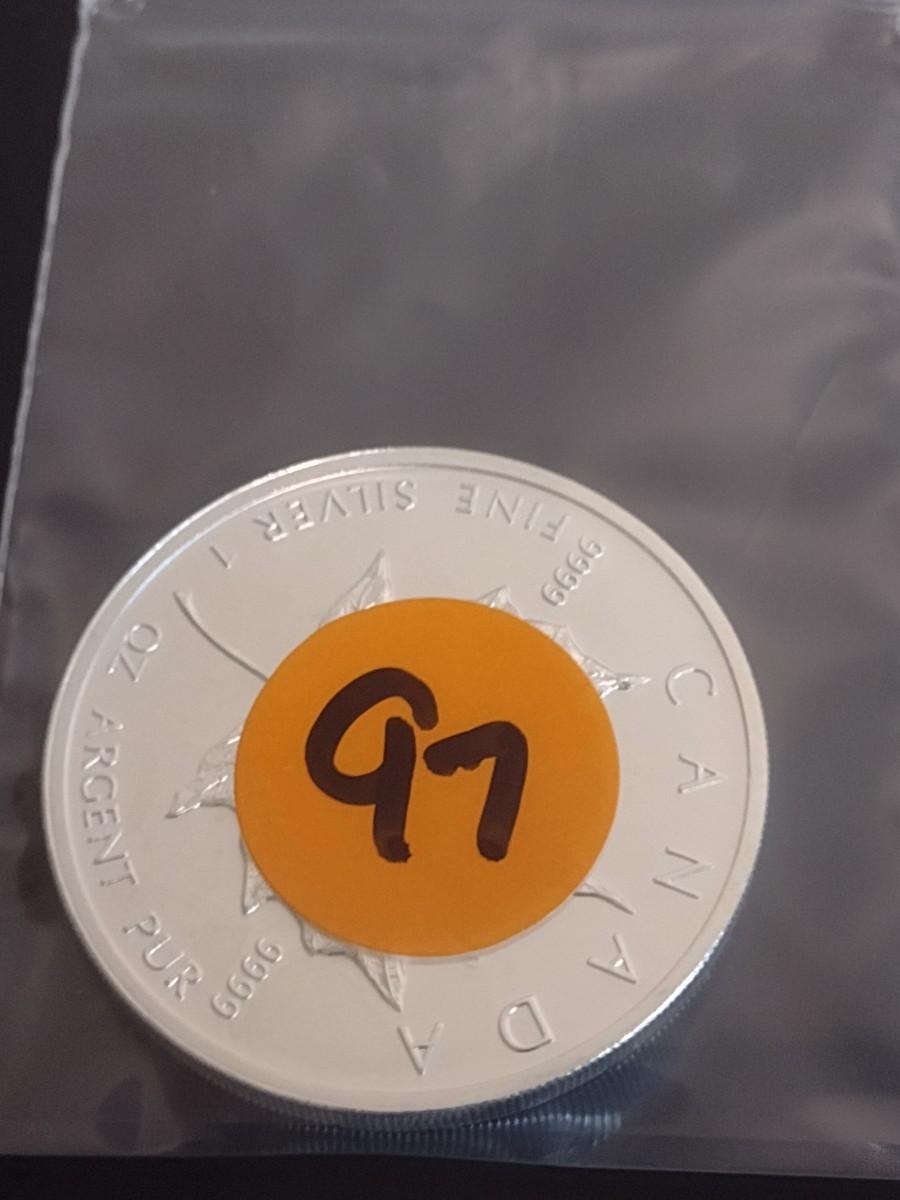 CANADA
9999
FINE SILVER 1 OZ ARGENT PUR
9999
97